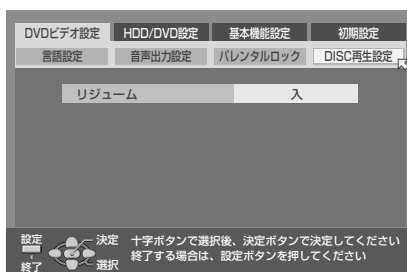 DVDビデオ設定 HDD/DVD設定 基本機能設定 初期設定
言語設定 音声出力設定 パレンタルロック DISC再生設定
リジューム 入
設定 決定 十字ボタンで選択後、決定ボタンで決定してください
終了 選択 終了する場合は、設定ボタンを押してください